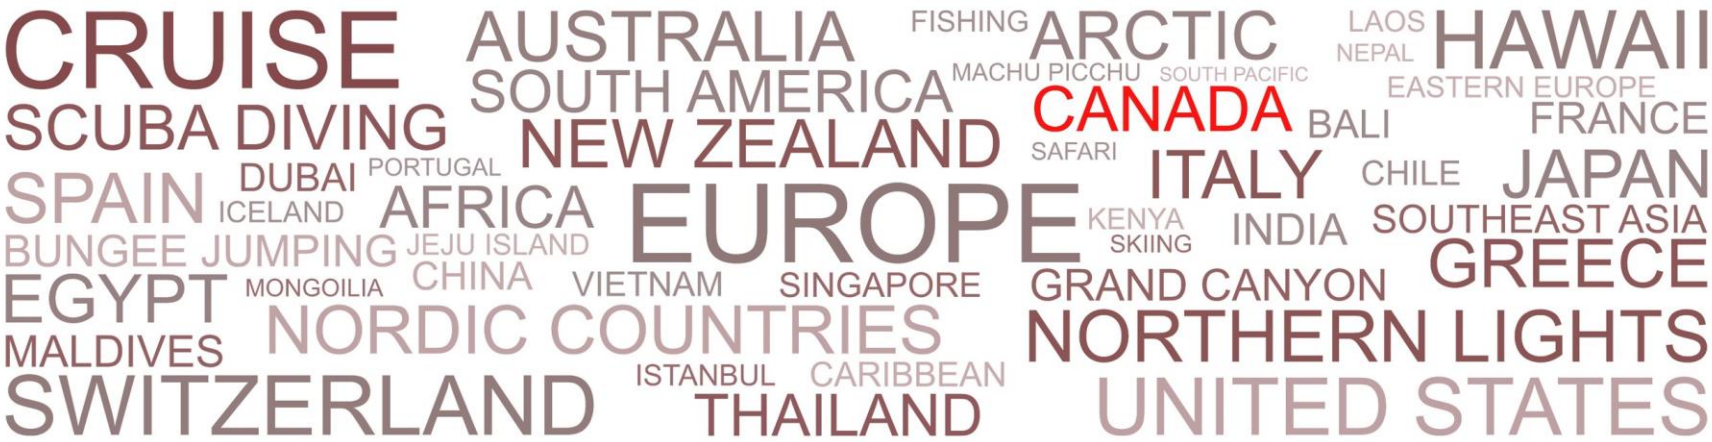 CRUISE
AUSTRALIA
FISHING
ARCTIC
LAOS
HAWAII
NEPAL
SOUTH AMERICA
MACHU PICCHU
SOUTH PACIFIC
EASTERN EUROPE
SCUBA DIVING
NEW ZEALAND
CANADA
BALI
FRANCE
SAFARI
ITALY
CHILE
JAPAN
SPAIN
DUBAI
PORTUGAL
ICELAND
AFRICA
EUROPE
KENYA
INDIA
SOUTHEAST ASIA
BUNGEE JUMPING
JEJU ISLAND
SKIING
GREECE
EGYPT
MONGOILIA
CHINA
VIETNAM
SINGAPORE
GRAND CANYON
NORDIC COUNTRIES
NORTHERN LIGHTS
MALDIVES
SWITZERLAND
ISTANBUL
CARIBBEAN
THAILAND
UNITED STATES